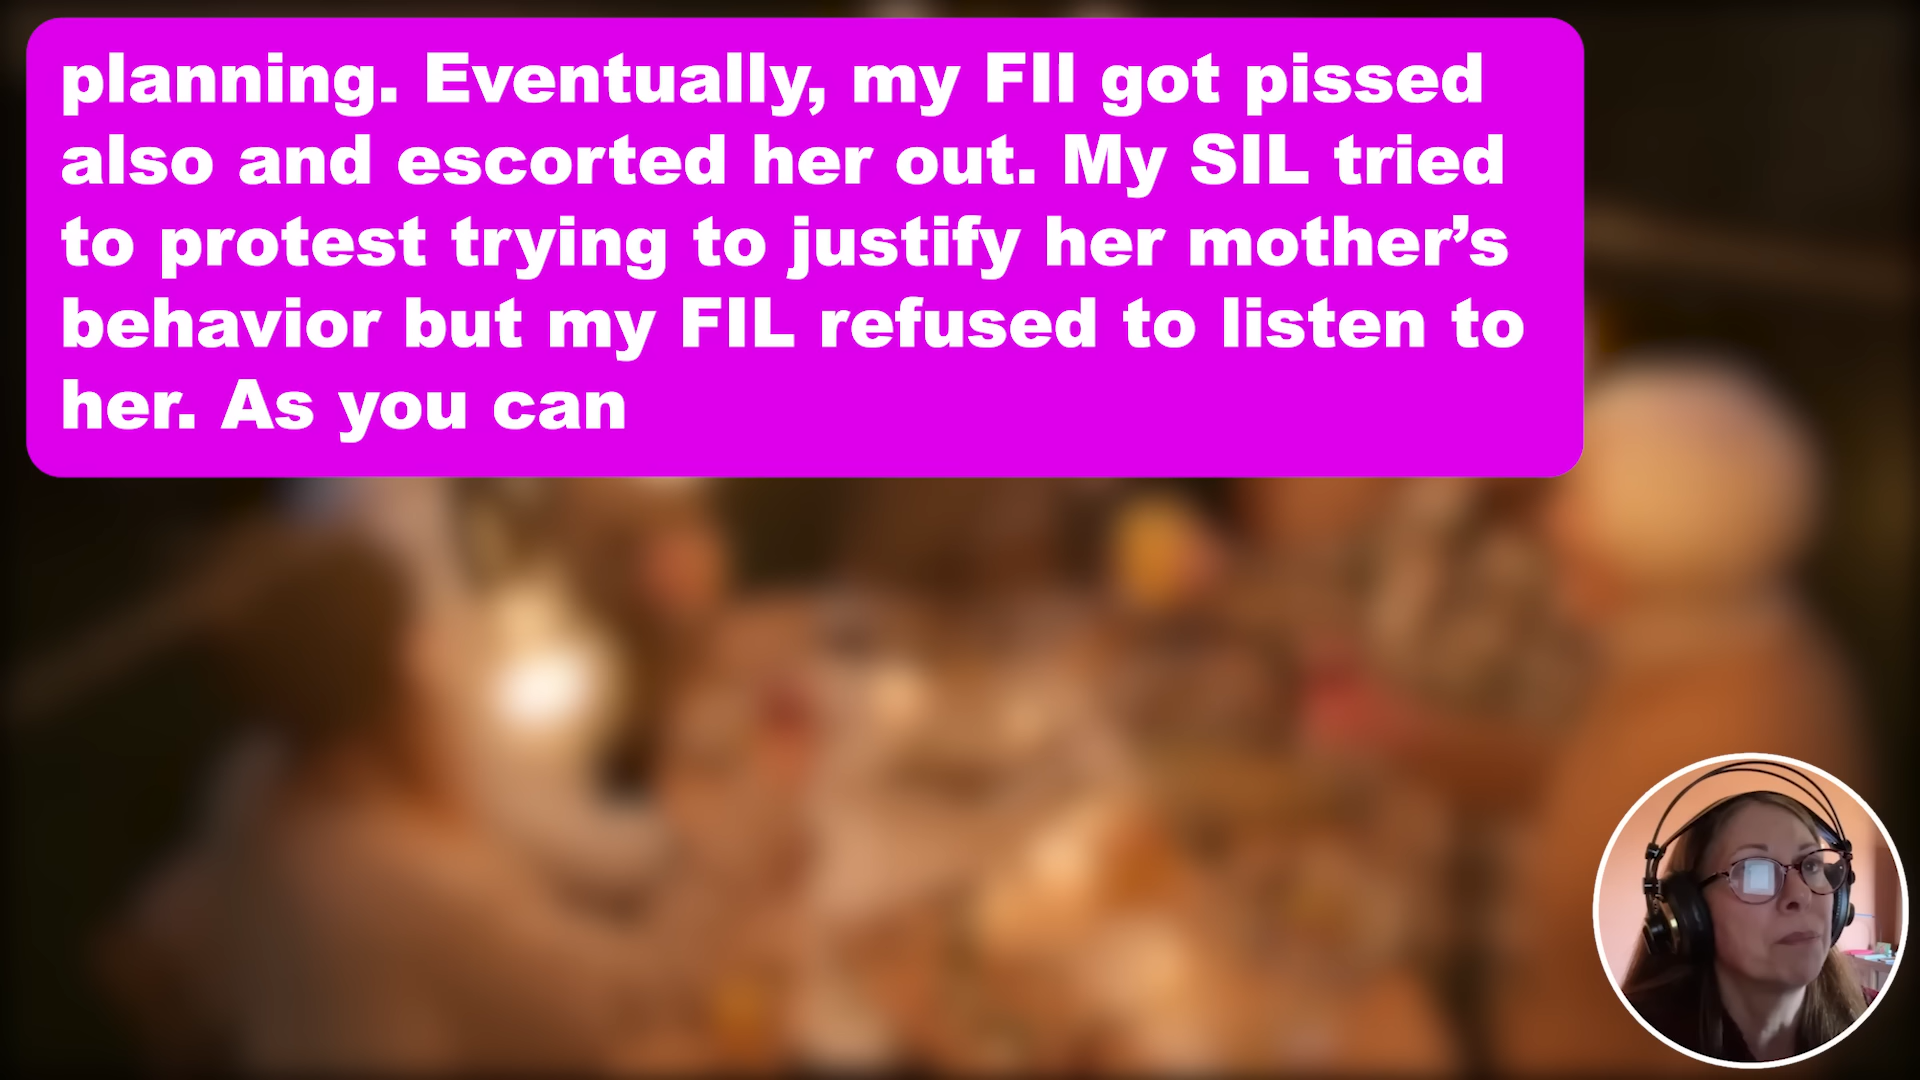 planning. Eventually, my FIl got pissed
also and escorted her out. My SIL tried
to protest trying to justify her mother’s
behavior but my FIL refused to listen to
her. As you can